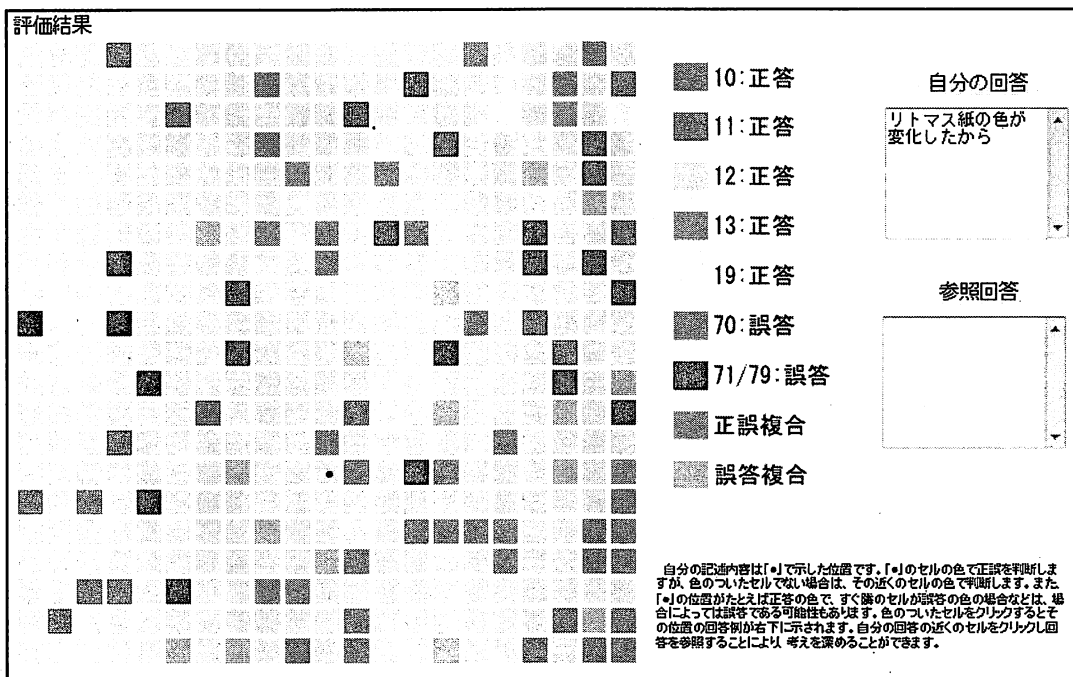 評価結果
10:正答
11:正答
12:正答
13:正答
19:正答
70:誤答
71/79:誤答
正誤複合
誤答複合
自分の回答
リトマス紙の色が
変化したから
参照回答
自分の記述内容は「●」で示した位置です。「●」のセルの色で正誤を判断しま
すが、色のついたセルでない場合は、その近くのセルの色で判断します。また、
「●」の位置がたとえば正答の色で、すぐ隣のセルが誤答の色の場合などは、場
合によっては誤答である可能性もあります。色のついたセルをクリックするとそ
の位置の回答例が右下に示されます。自分の回答の近くのセルをクリックし回
答を参照することにより、考えを深めることができます。